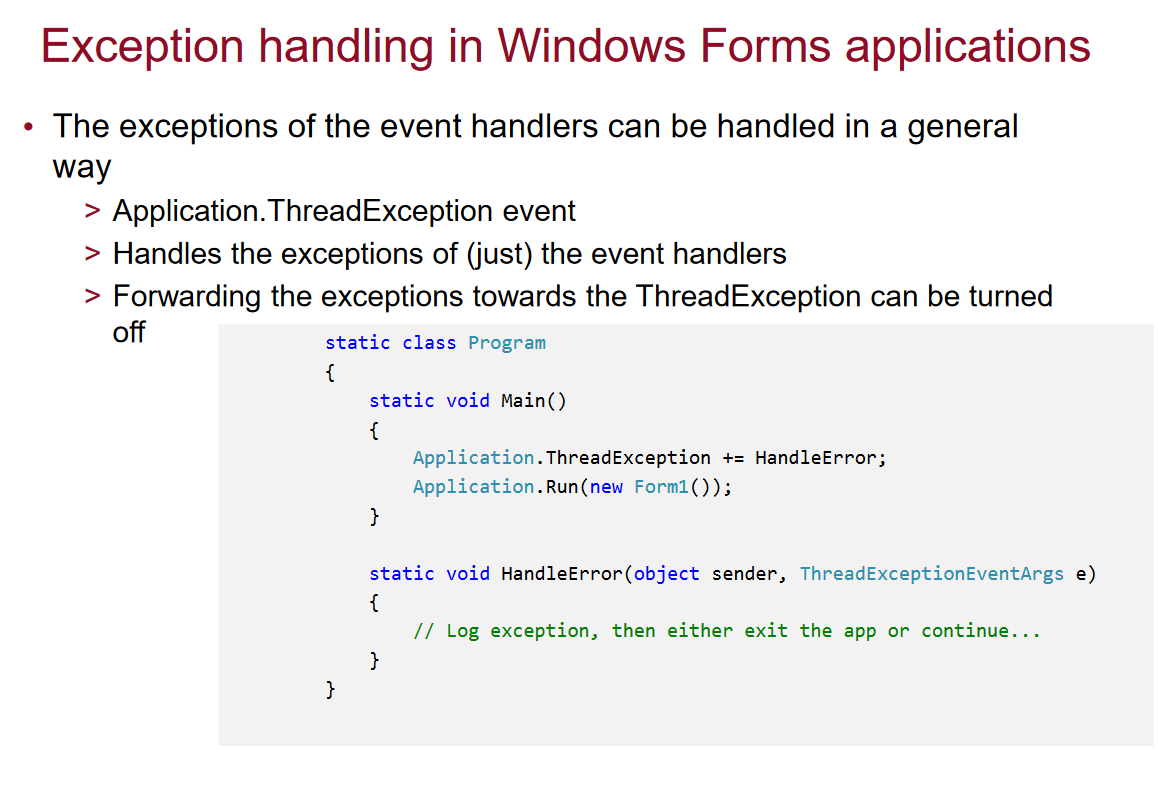 Exception handling in Windows Forms applications
• The exceptions of the event handlers can be handled in a general
way
> Application.ThreadException event
> Handles the exceptions of (just) the event handlers
> Forwarding the exceptions towards the ThreadException can be turned
off
static class Program
{
    static void Main()
    {
        Application.ThreadException += HandleError;
        Application.Run(new Form1());
    }

    static void HandleError(object sender, ThreadExceptionEventArgs e)
    {
        // Log exception, then either exit the app or continue...
    }
}